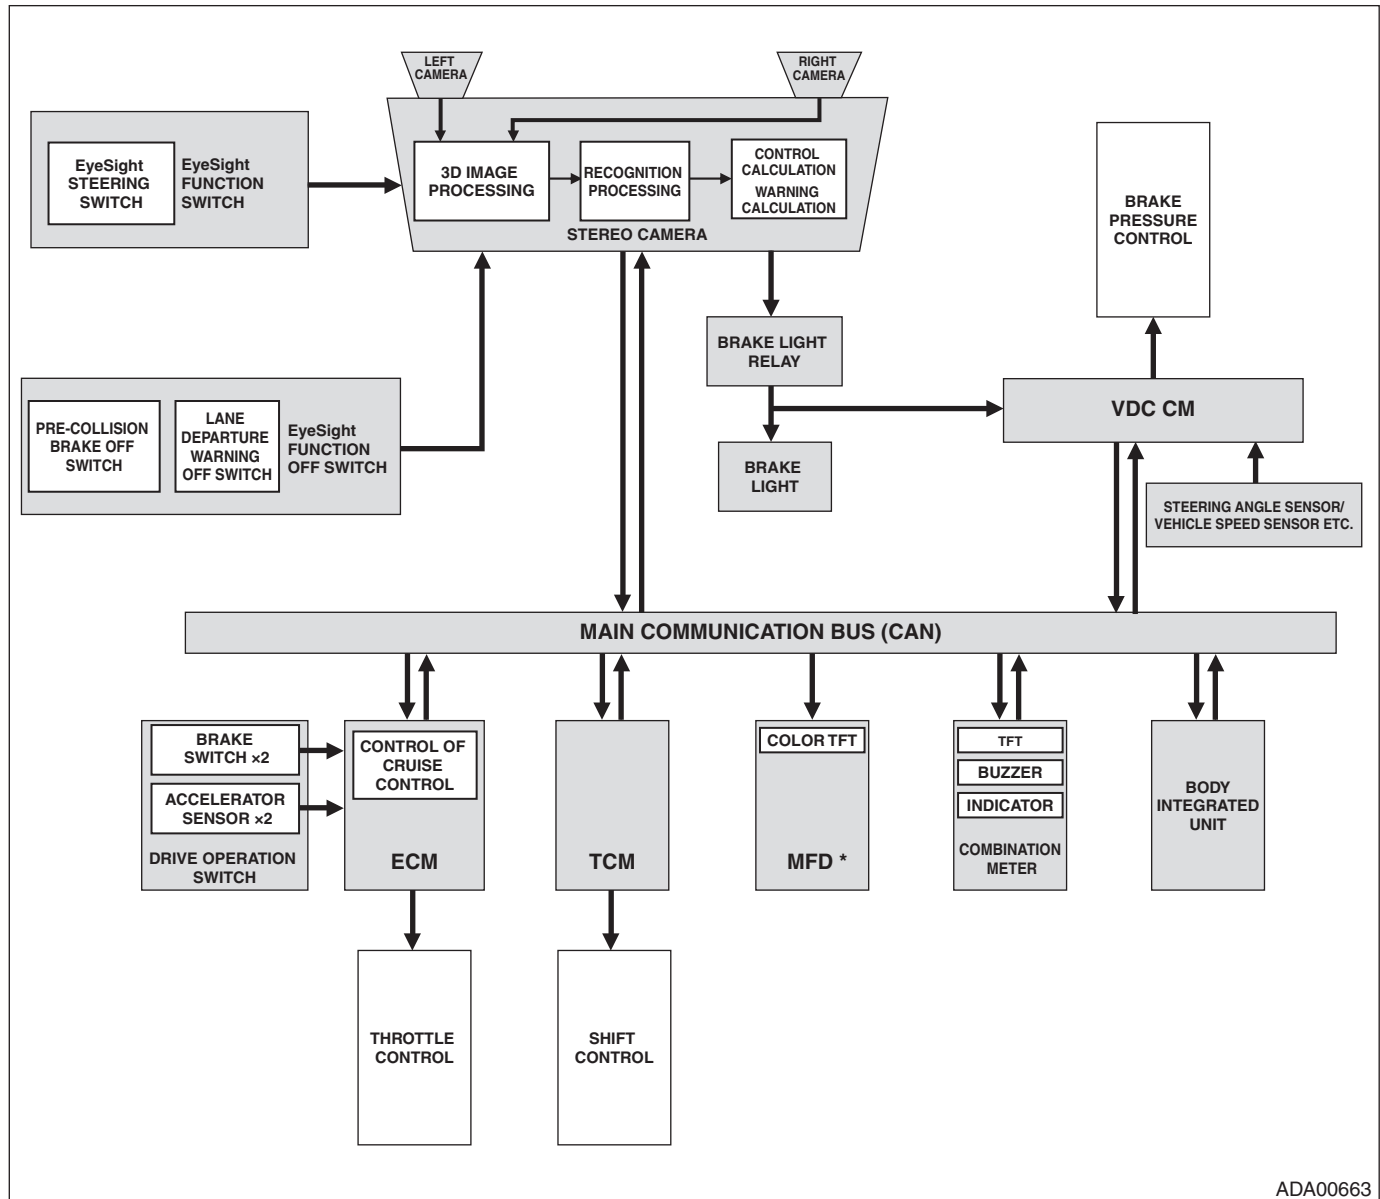 LEFT
CAMERA
RIGHT
CAMERA
EyeSight
STEERING
SWITCH
EyeSight
FUNCTION
SWITCH
3D IMAGE
PROCESSING
RECOGNITION
PROCESSING
CONTROL
CALCULATION
WARNING
CALCULATION
STEREO CAMERA
BRAKE
PRESSURE
CONTROL
BRAKE LIGHT
RELAY
VDC CM
PRE-COLLISION
BRAKE OFF
SWITCH
LANE
DEPARTURE
WARNING
OFF SWITCH
EyeSight
FUNCTION
OFF SWITCH
BRAKE
LIGHT
STEERING ANGLE SENSOR/
VEHICLE SPEED SENSOR ETC.
MAIN COMMUNICATION BUS (CAN)
BRAKE
SWITCH ×2
ACCELERATOR
SENSOR ×2
DRIVE OPERATION
SWITCH
CONTROL OF
CRUISE
CONTROL
ECM
TCM
COLOR TFT
MFD *
TFT
BUZZER
INDICATOR
COMBINATION
METER
BODY
INTEGRATED
UNIT
THROTTLE
CONTROL
SHIFT
CONTROL
ADA00663